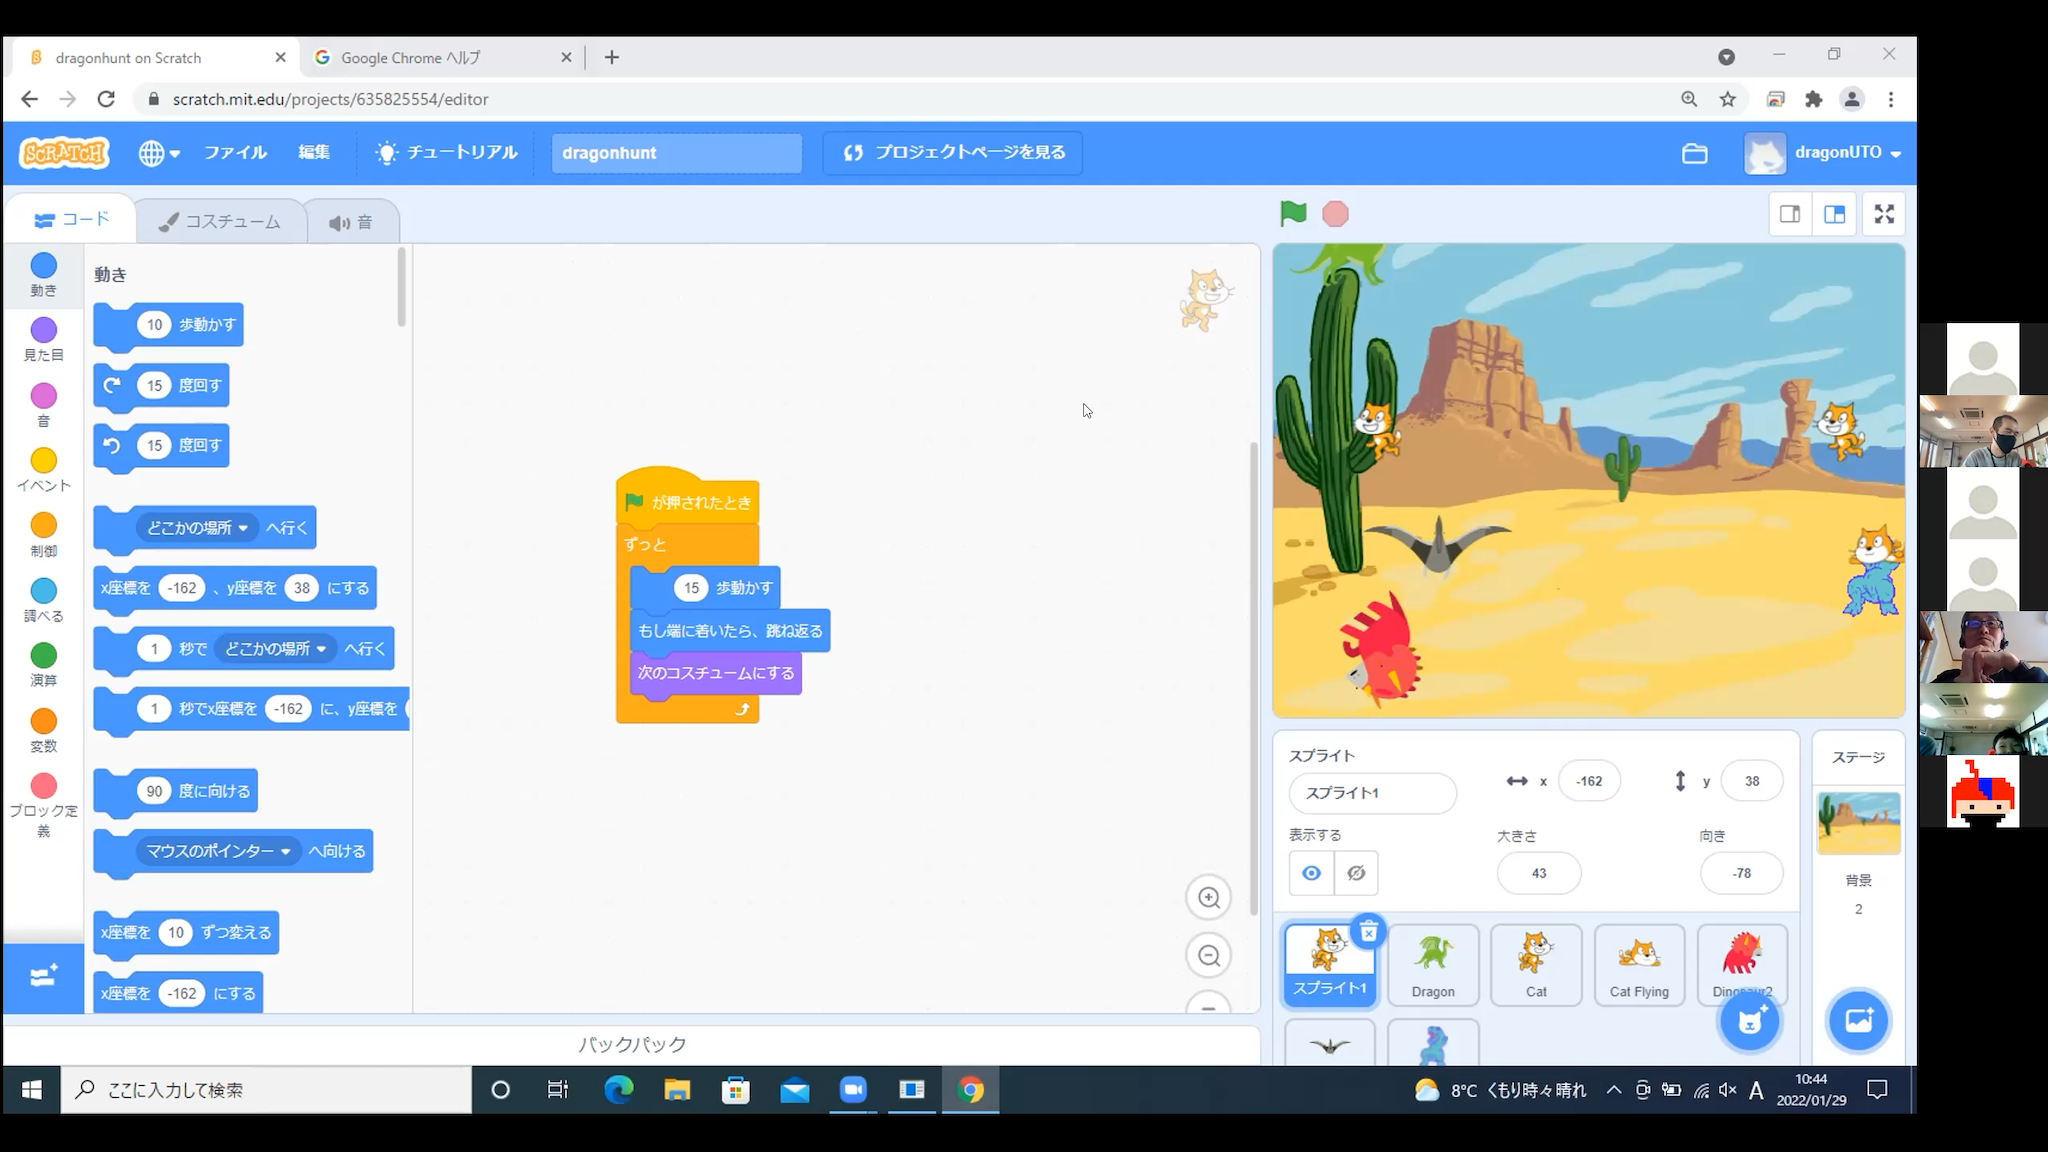 dragonhunt on Scratch
Google Chrome ヘルプ
scratch.mit.edu/projects/635825554/editor
SCRATCH
ファイル
編集
チュートリアル
dragonhunt
プロジェクトページを見る
dragonUTO
コード
コスチューム
音
動き
見た目
音
イベント
制御
調べる
演算
変数
ブロック定
義
動き
10 歩動かす
15 度回す
15 度回す
どこかの場所 へ行く
x座標を -162 、y座標を 38 にする
1 秒で どこかの場所 へ行く
1 秒でx座標を -162 に、y座標を
90 度に向ける
マウスのポインター へ向ける
x座標を 10 ずつ変える
x座標を -162 にする
が押されたとき
ずっと
15 歩動かす
もし端に着いたら、跳ね返る
次のコスチュームにする
バックパック
スプライト
スプライト1
x -162
y 38
表示する
大きさ
43
向き
-78
スプライト1
Dragon
Cat
Cat Flying
Dinosaur2
ステージ
背景
2
ここに入力して検索
8°C くもり時々晴れ
A
10:44
2022/01/29